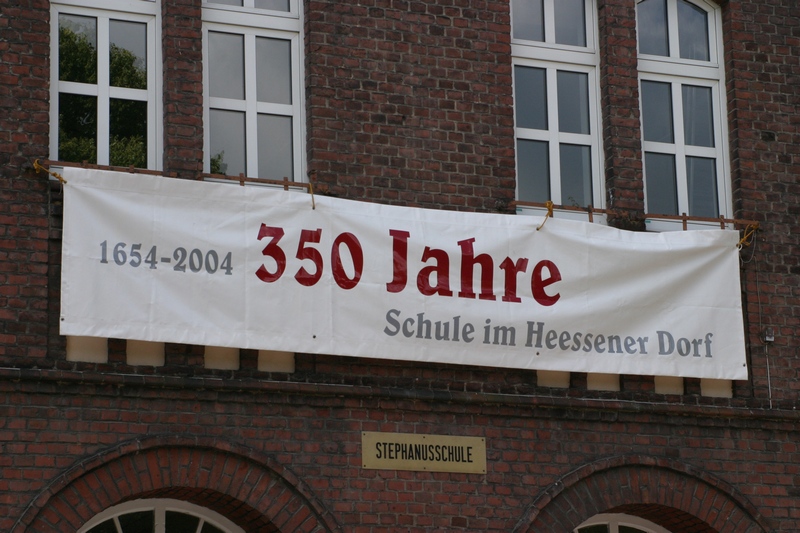 1654-2004 350 Jahre
Schule im Heessener Dorf
STEPHANUSSCHULE